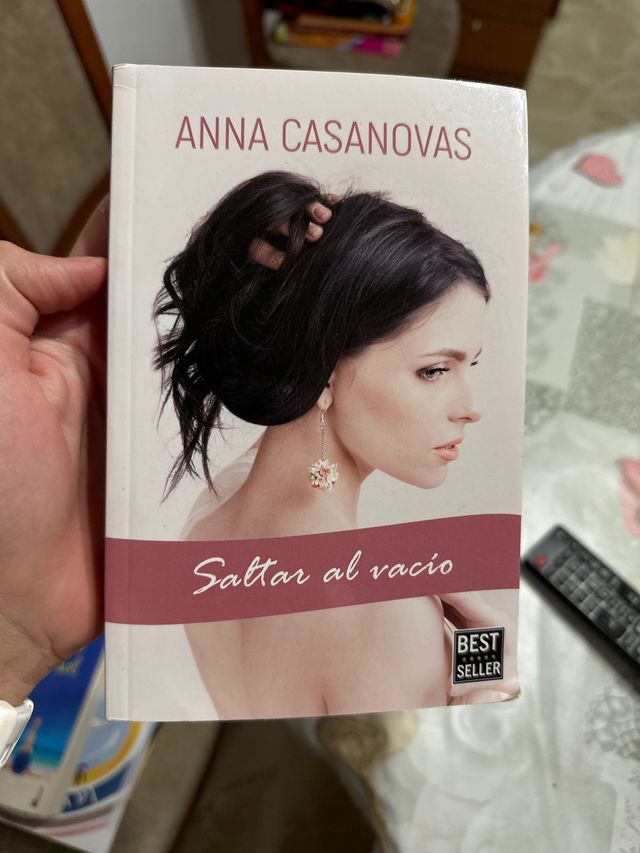 ANNA CASANOVAS
Saltar al vacío
BEST
SELLER